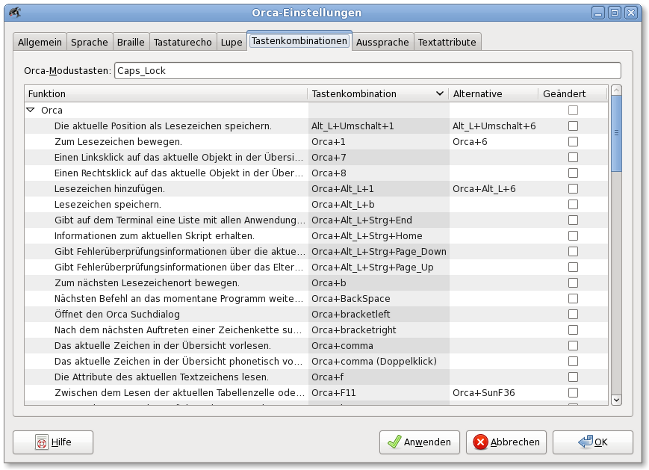 Orca-Einstellungen
Allgemein Sprache Braille Tastaturecho Lupe Tastenkombinationen Aussprache Textattribute
Orca-Modustasten: Caps_Lock
Funktion Tastenkombination Alternative Geändert
Orca
Die aktuelle Position als Lesezeichen speichern. Alt_L+Umschalt+1 Alt_L+Umschalt+6
Zum Lesezeichen bewegen. Orca+1 Orca+6
Einen Linksklick auf das aktuelle Objekt in der Übersi... Orca+7
Einen Rechtsklick auf das aktuelle Objekt in der Über... Orca+8
Lesezeichen hinzufügen. Orca+Alt_L+1 Orca+Alt_L+6
Lesezeichen speichern. Orca+Alt_L+b
Gibt auf dem Terminal eine Liste mit allen Anwendung... Orca+Alt_L+Strg+End
Informationen zum aktuellen Skript erhalten. Orca+Alt_L+Strg+Home
Gibt Fehlerüberprüfungsinformationen über die aktue... Orca+Alt_L+Strg+Page_Down
Gibt Fehlerüberprüfungsinformationen über das Elter... Orca+Alt_L+Strg+Page_Up
Zum nächsten Lesezeichenort bewegen. Orca+b
Nächsten Befehl an das momentane Programm weite... Orca+BackSpace
Öffnet den Orca Suchdialog Orca+bracketleft
Nach dem nächsten Auftreten einer Zeichenkette su... Orca+bracketright
Das aktuelle Zeichen in der Übersicht vorlesen. Orca+comma
Das aktuelle Zeichen in der Übersicht phonetisch vo... Orca+comma (Doppelklick)
Die Attribute des aktuellen Textzeichens lesen. Orca+f
Zwischen dem Lesen der aktuellen Tabellenzelle ode... Orca+F11 Orca+SunF36
Hilfe Anwenden Abbrechen OK